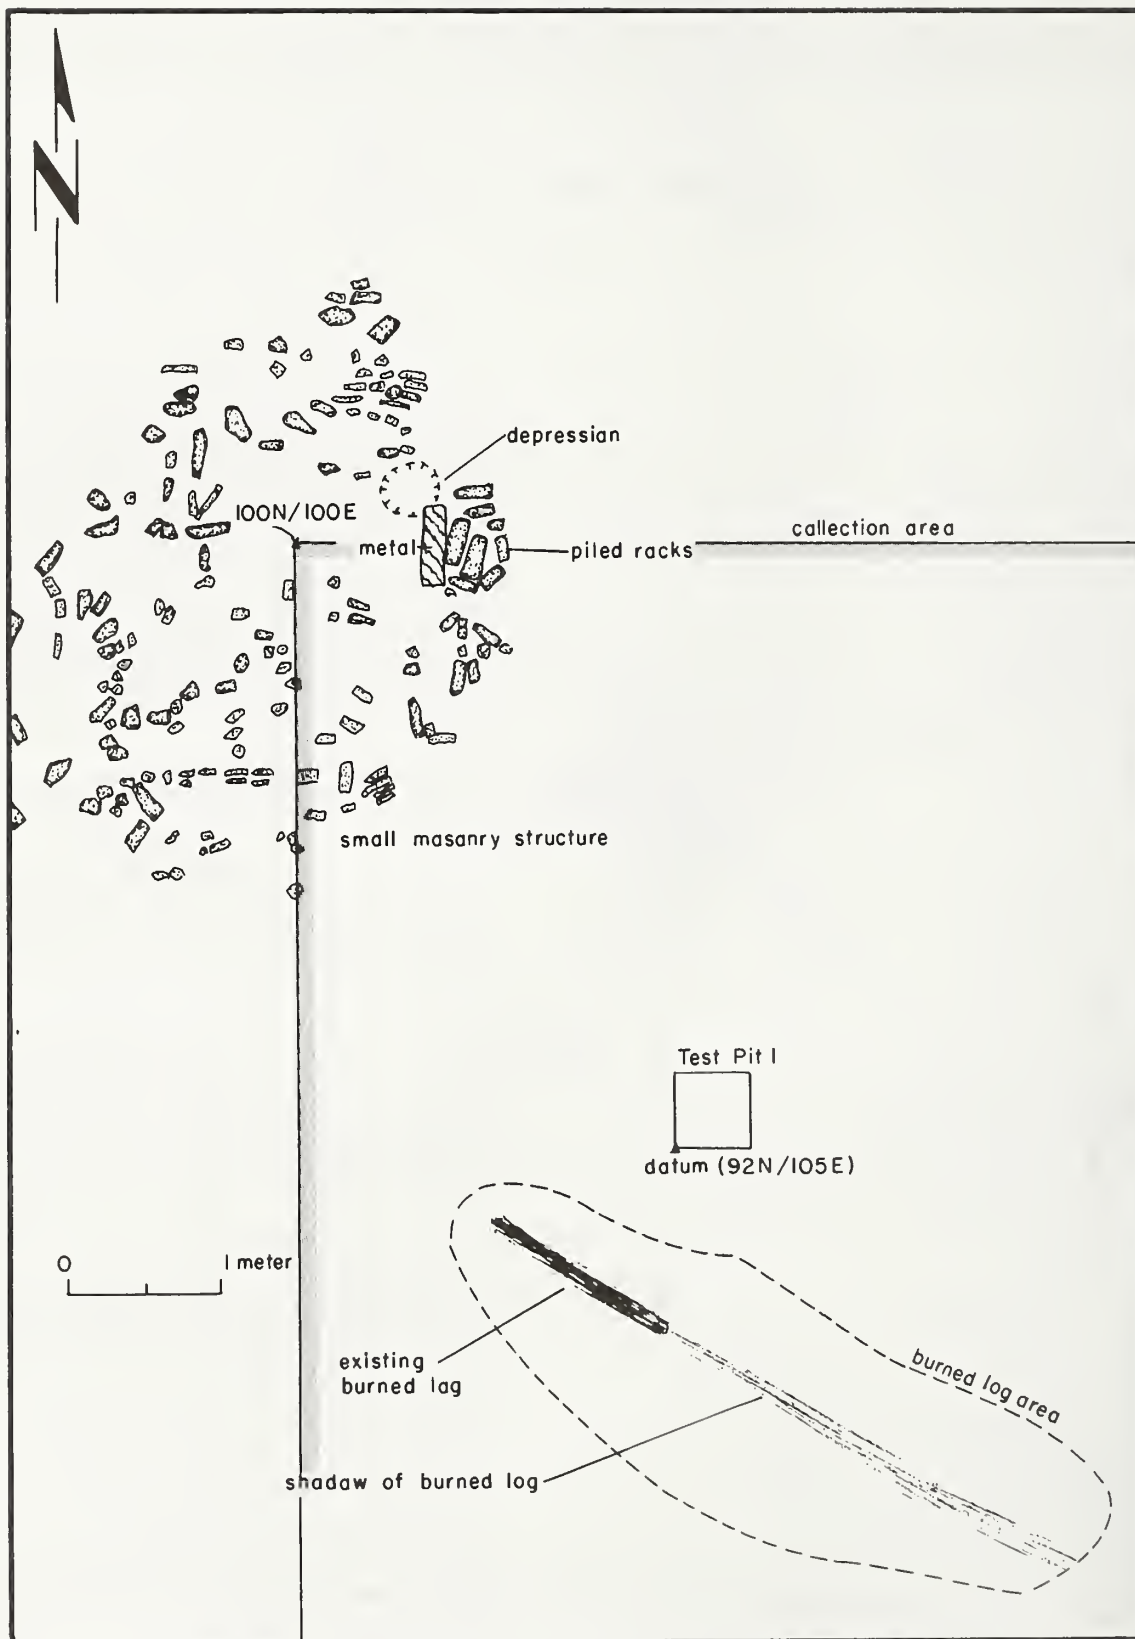 N
depressian
100N/100E
callection area
metal
piled racks
small masanry structure
Test Pit I
datum (92N/105E)
0 I meter
existing
burned lag
burned log area
shadaw of burned log